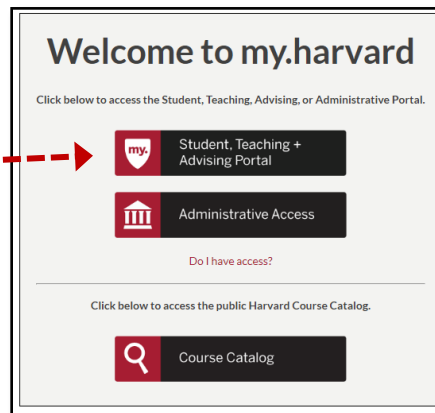 Welcome to my.harvard
Click below to access the Student, Teaching, Advising, or Administrative Portal.
my.
Student, Teaching +
Advising Portal
Administrative Access
Do I have access?
Click below to access the public Harvard Course Catalog.
Course Catalog